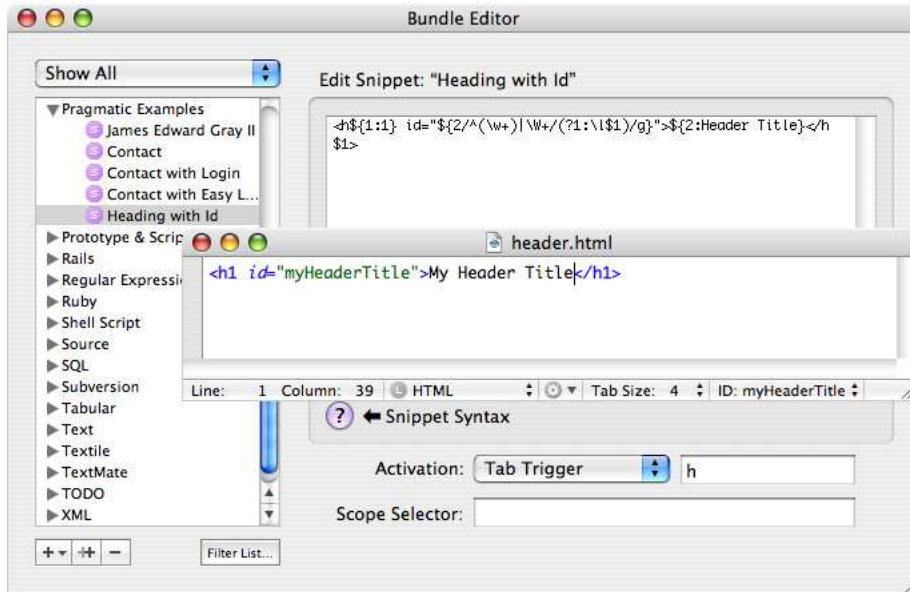 Bundle Editor
Show All
Edit Snippet: “Heading with Id”
Pragmatic Examples
James Edward Gray II
Contact
Contact with Login
Contact with Easy L...
Heading with Id
Prototype & Scrip
Rails
Regular Expressi
Ruby
Shell Script
Source
SQL
Subversion
Tabular
Text
Textile
TextMate
TODO
XML
Filter List...
<h${1:1} id="${2/^(\w+)|\W+/(?1:\l$1)/g}">${2:Header Title}</h
$1>
header.html
<h1 id="myHeaderTitle">My Header Title</h1>
Line: 1 Column: 39 L HTML Tab Size: 4 ID: myHeaderTitle
? Snippet Syntax
Activation: Tab Trigger h
Scope Selector: